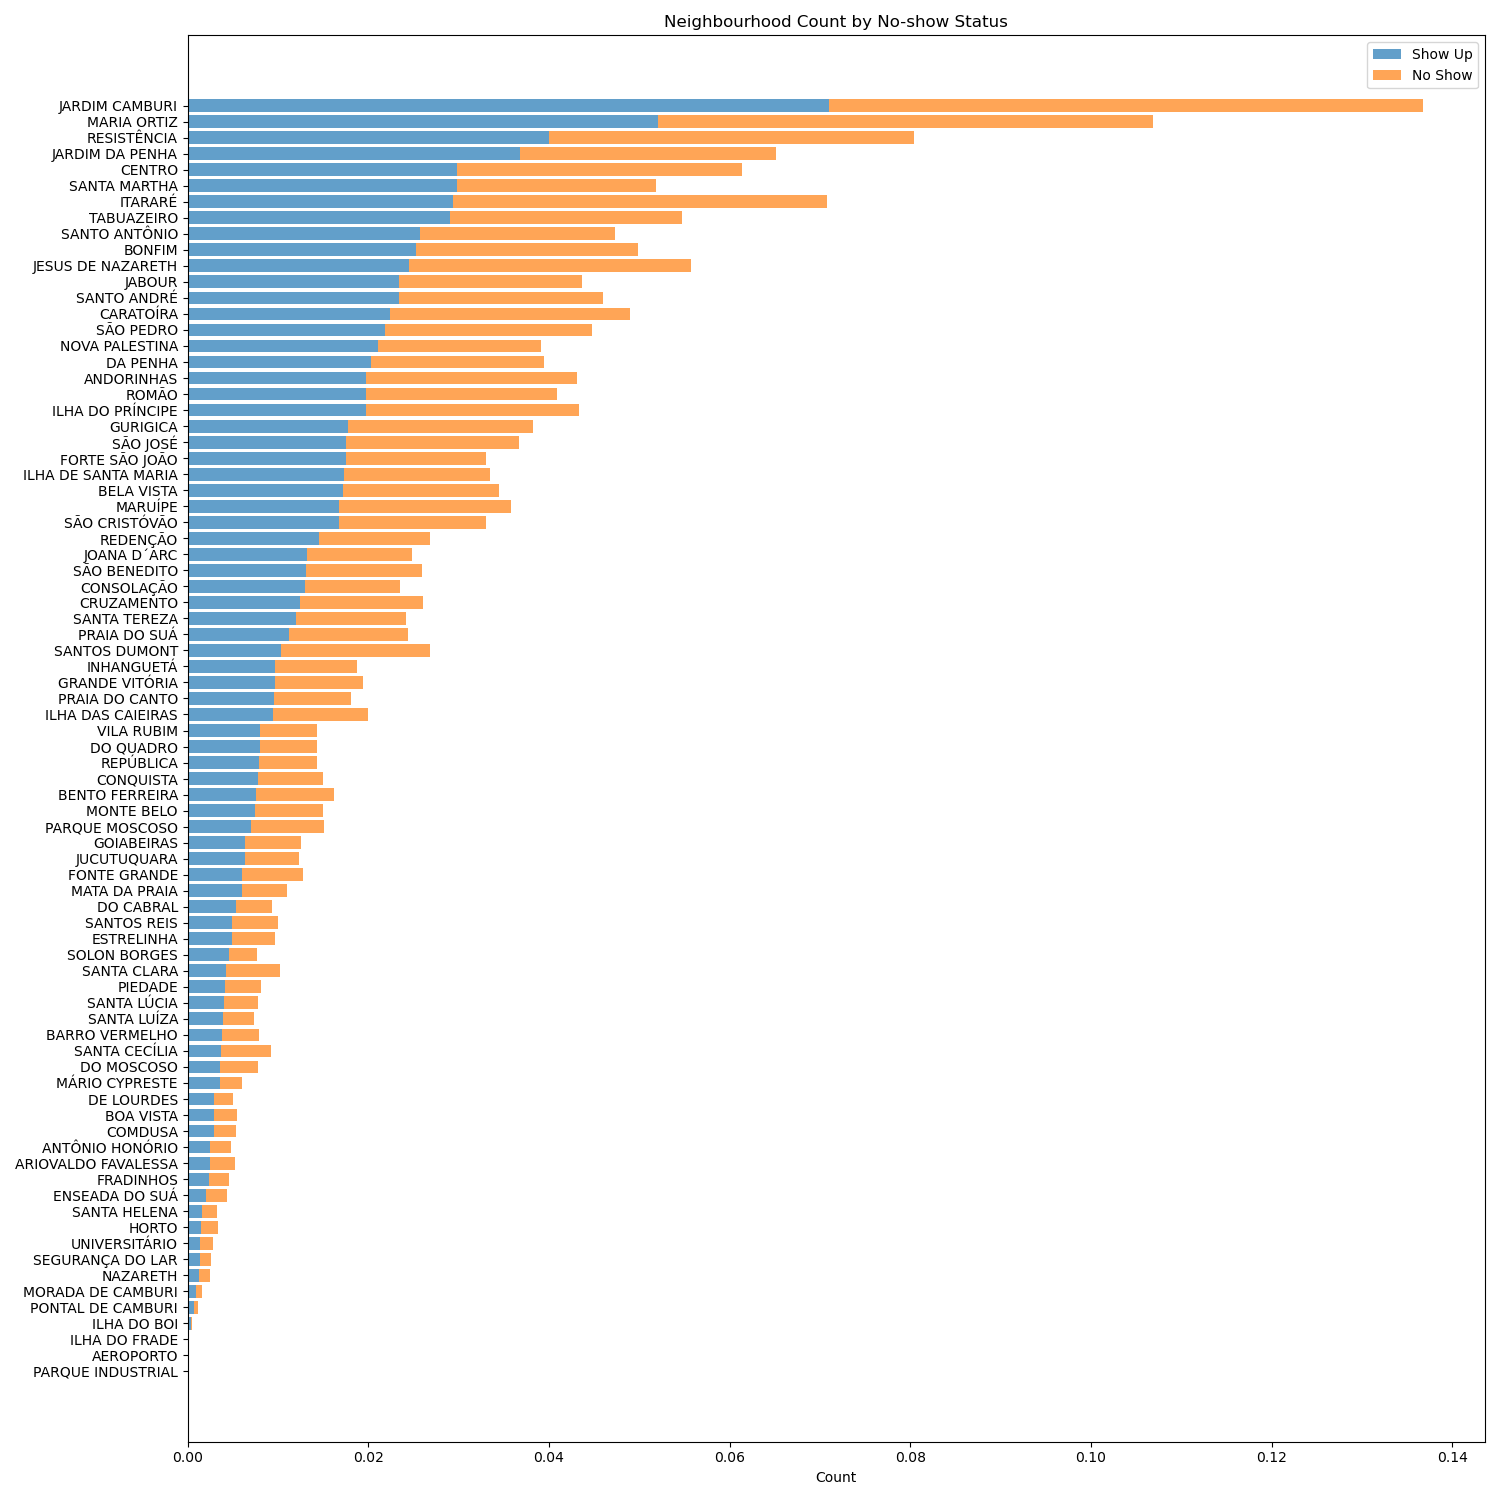 Neighbourhood Count by No-show Status
Show Up
No Show
JARDIM CAMBURI
MARIA ORTIZ
RESISTÊNCIA
JARDIM DA PENHA
CENTRO
SANTA MARTHA
ITARARÉ
TABUAZEIRO
SANTO ANTÔNIO
BONFIM
JESUS DE NAZARETH
JABOUR
SANTO ANDRÉ
CARATOÍRA
SÃO PEDRO
NOVA PALESTINA
DA PENHA
ANDORINHAS
ROMÃO
ILHA DO PRÍNCIPE
GURIGICA
SÃO JOSÉ
FORTE SÃO JOÃO
ILHA DE SANTA MARIA
BELA VISTA
MARUÍPE
SÃO CRISTÓVÃO
REDENÇÃO
JOANA D´ARC
SÃO BENEDITO
CONSOLAÇÃO
CRUZAMENTO
SANTA TEREZA
PRAIA DO SUÁ
SANTOS DUMONT
INHANGUETÁ
GRANDE VITÓRIA
PRAIA DO CANTO
ILHA DAS CAIEIRAS
VILA RUBIM
DO QUADRO
REPÚBLICA
CONQUISTA
BENTO FERREIRA
MONTE BELO
PARQUE MOSCOSO
GOIABEIRAS
JUCUTUQUARA
FONTE GRANDE
MATA DA PRAIA
DO CABRAL
SANTOS REIS
ESTRELINHA
SOLON BORGES
SANTA CLARA
PIEDADE
SANTA LÚCIA
SANTA LUÍZA
BARRO VERMELHO
SANTA CECÍLIA
DO MOSCOSO
MÁRIO CYPRESTE
DE LOURDES
BOA VISTA
COMDUSA
ANTÔNIO HONÓRIO
ARIOVALDO FAVALESSA
FRADINHOS
ENSEADA DO SUÁ
SANTA HELENA
HORTO
UNIVERSITÁRIO
SEGURANÇA DO LAR
NAZARETH
MORADA DE CAMBURI
PONTAL DE CAMBURI
ILHA DO BOI
ILHA DO FRADE
AEROPORTO
PARQUE INDUSTRIAL
0.00 0.02 0.04 0.06 0.08 0.10 0.12 0.14
Count